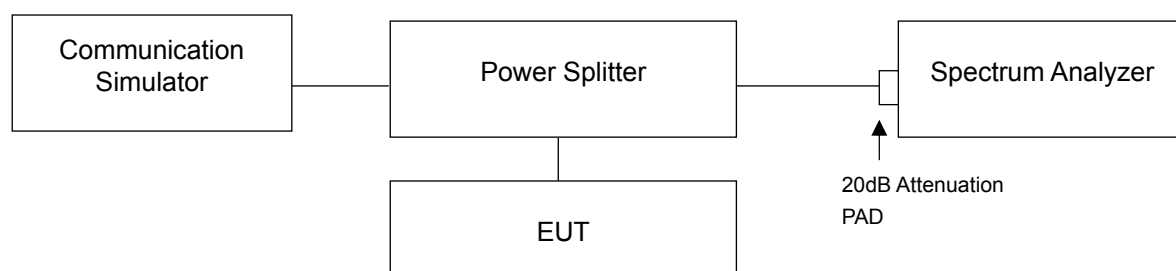 Communication
Simulator
Power Splitter
Spectrum Analyzer
20dB Attenuation
PAD
EUT